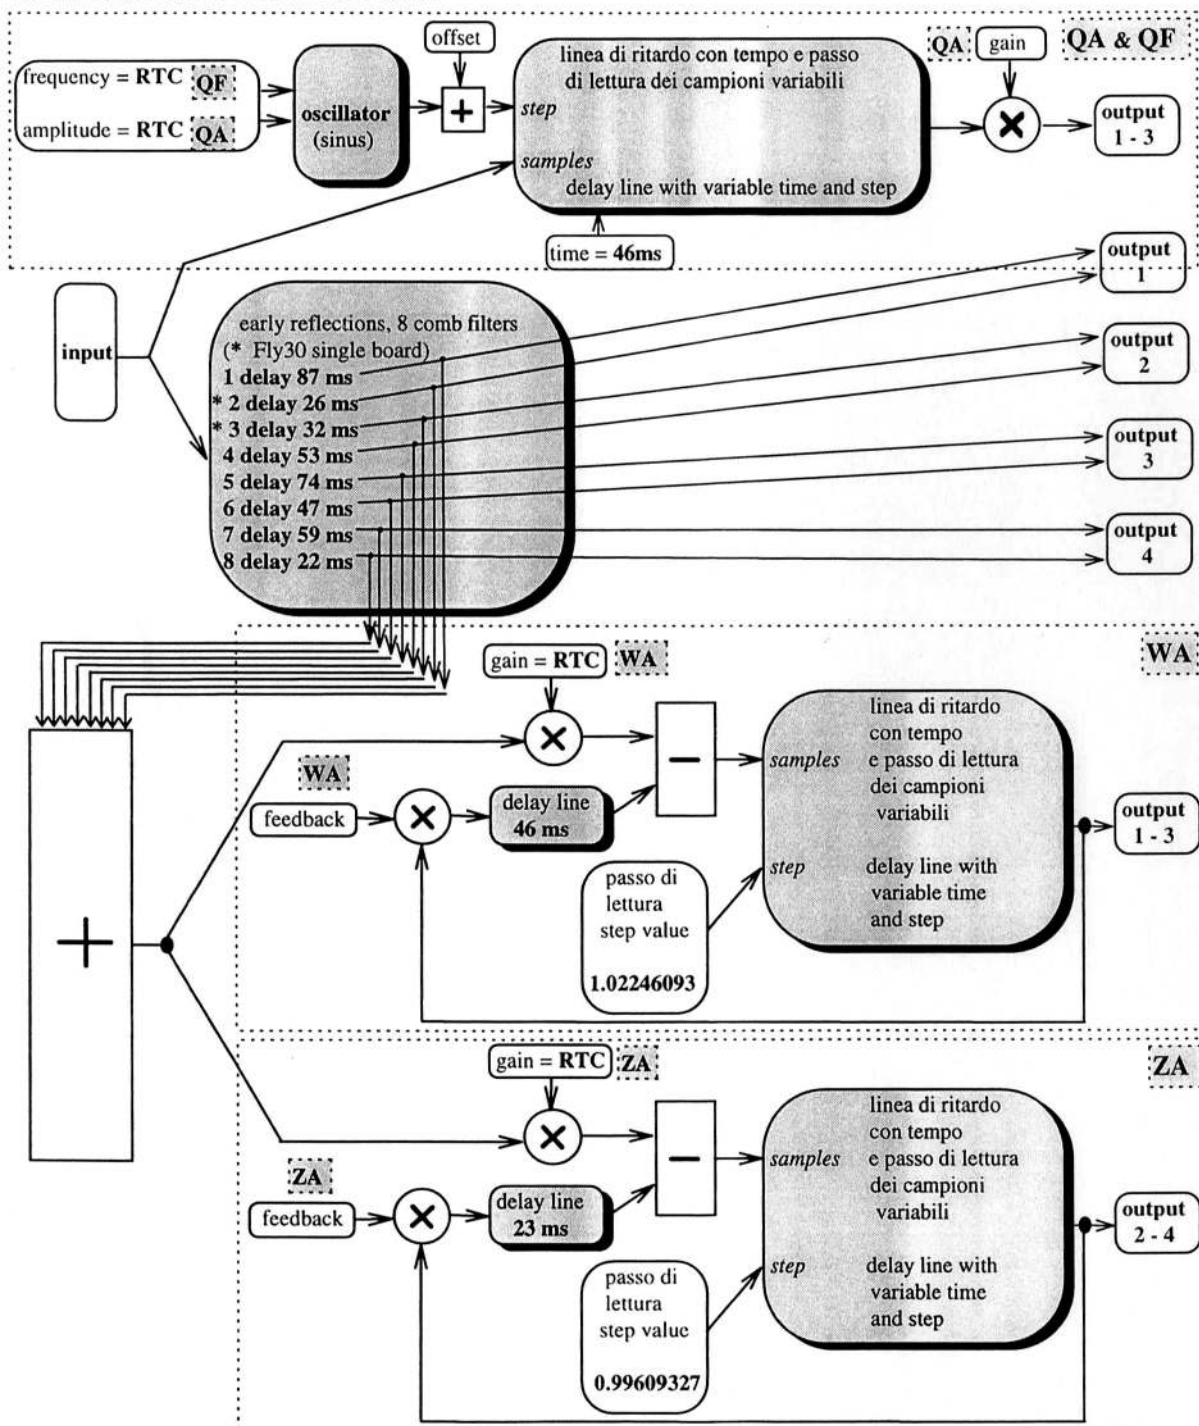 offset
QA
gain
QA & QF
frequency = RTC QF
amplitude = RTC QA
oscillator
(sinus)
+
linea di ritardo con tempo e passo
di lettura dei campioni variabili
step
samples
delay line with variable time and step
×
output
1 - 3
time = 46ms
input
early reflections, 8 comb filters
(* Fly30 single board)
1 delay 87 ms
* 2 delay 26 ms
* 3 delay 32 ms
4 delay 53 ms
5 delay 74 ms
6 delay 47 ms
7 delay 59 ms
8 delay 22 ms
output
1
output
2
output
3
output
4
+
WA
gain = RTC WA
×
−
WA
feedback
×
delay line
46 ms
passo di
lettura
step value
1.02246093
linea di ritardo
con tempo
samples e passo di lettura
dei campioni
variabili
step delay line with
variable time
and step
output
1 - 3
ZA
gain = RTC ZA
×
−
ZA
feedback
×
delay line
23 ms
passo di
lettura
step value
0.99609327
linea di ritardo
con tempo
samples e passo di lettura
dei campioni
variabili
step delay line with
variable time
and step
output
2 - 4